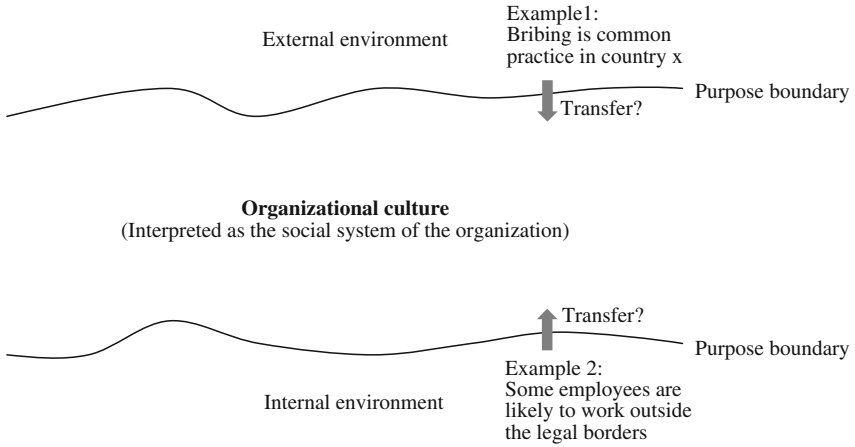 Example1:
Bribing is common
practice in country x
External environment
Purpose boundary
Transfer?
Organizational culture
(Interpreted as the social system of the organization)
Transfer?
Purpose boundary
Example 2:
Some employees are
likely to work outside
the legal borders
Internal environment